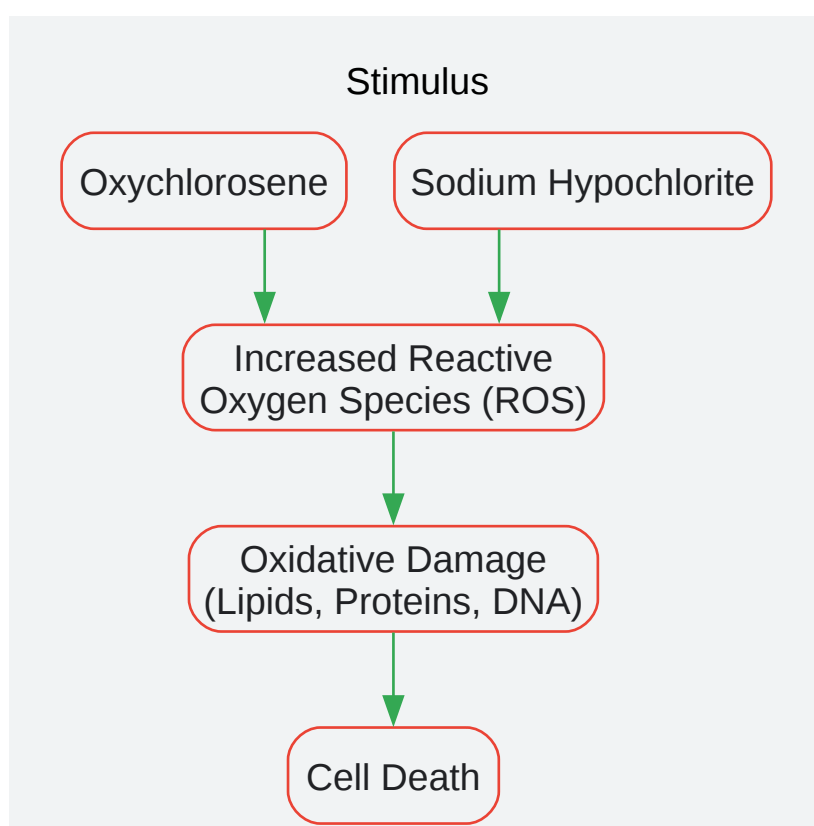 Stimulus
Oxychlorosene
Sodium Hypochlorite
Increased Reactive
Oxygen Species (ROS)
Oxidative Damage
(Lipids, Proteins, DNA)
Cell Death